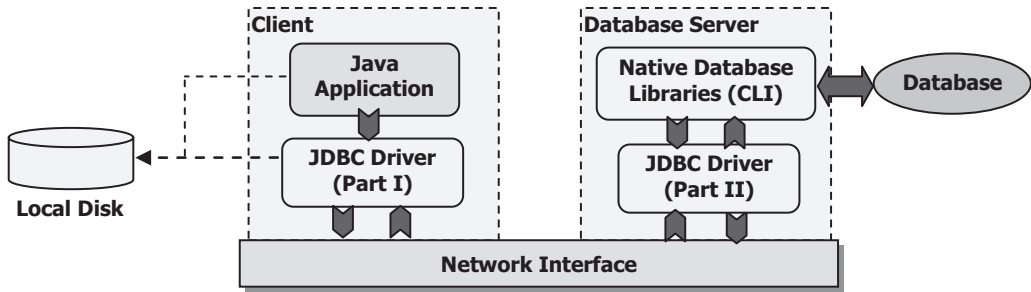 Client
Java
Application
JDBC Driver
(Part I)
Local Disk
Database Server
Native Database
Libraries (CLI)
JDBC Driver
(Part II)
Database
Network Interface